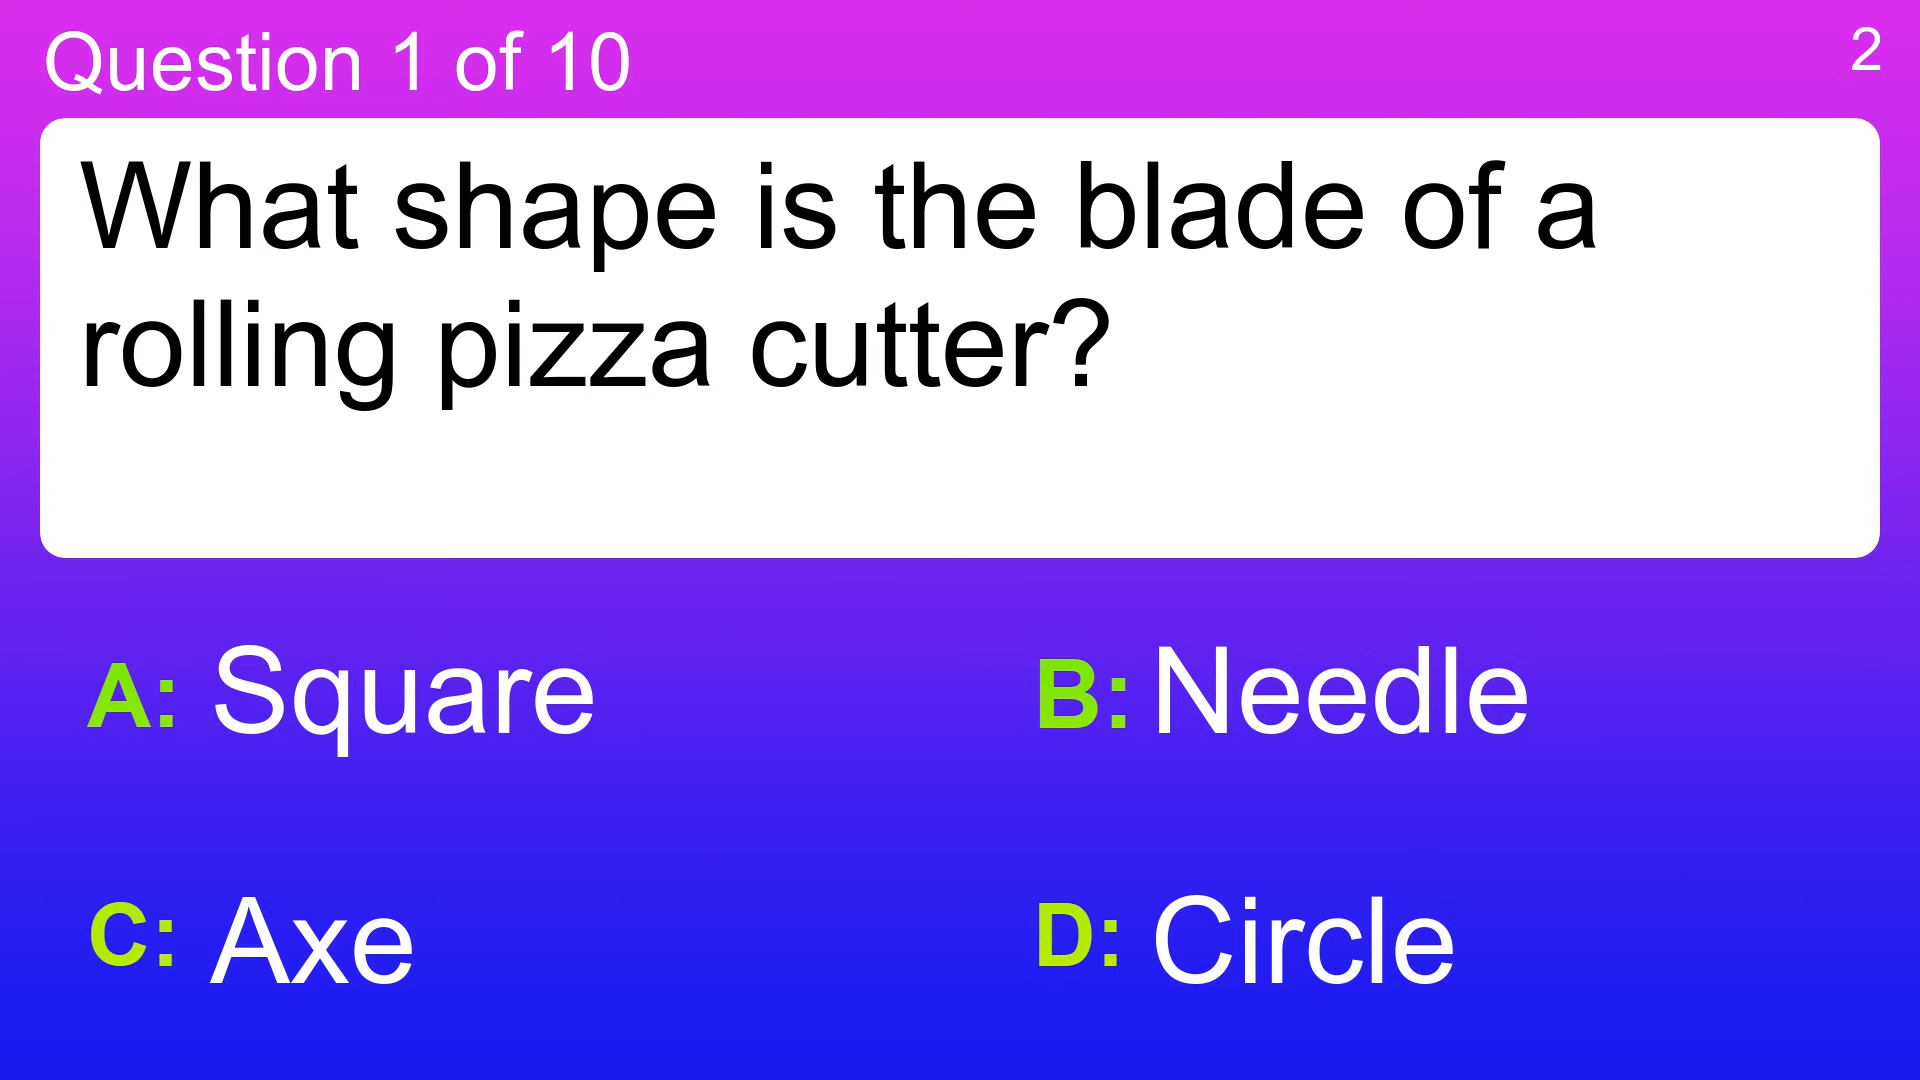 Question 1 of 10
2
What shape is the blade of a
rolling pizza cutter?
A: Square
B: Needle
C: Axe
D: Circle